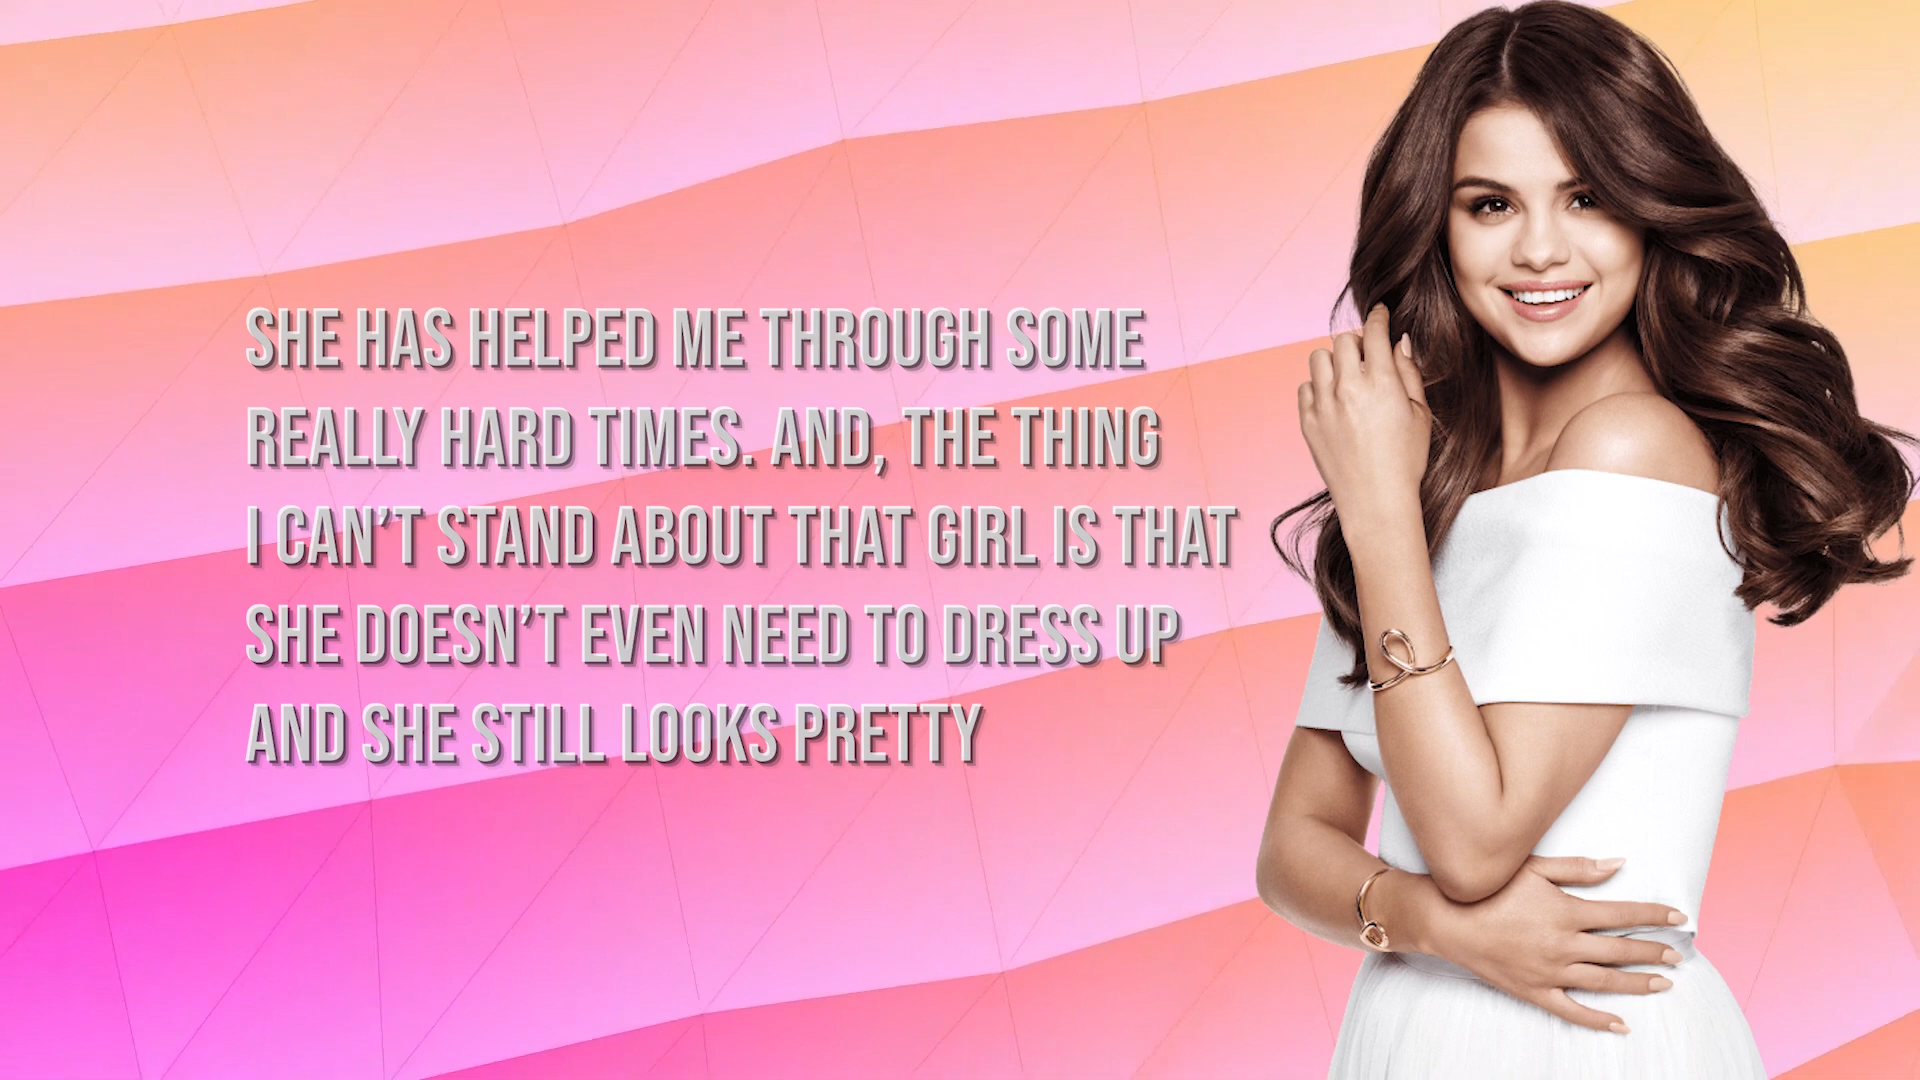 SHE HAS HELPED ME THROUGH SOME
REALLY HARD TIMES. AND, THE THING
I CAN'T STAND ABOUT THAT GIRL IS THAT
SHE DOESN'T EVEN NEED TO DRESS UP
AND SHE STILL LOOKS PRETTY